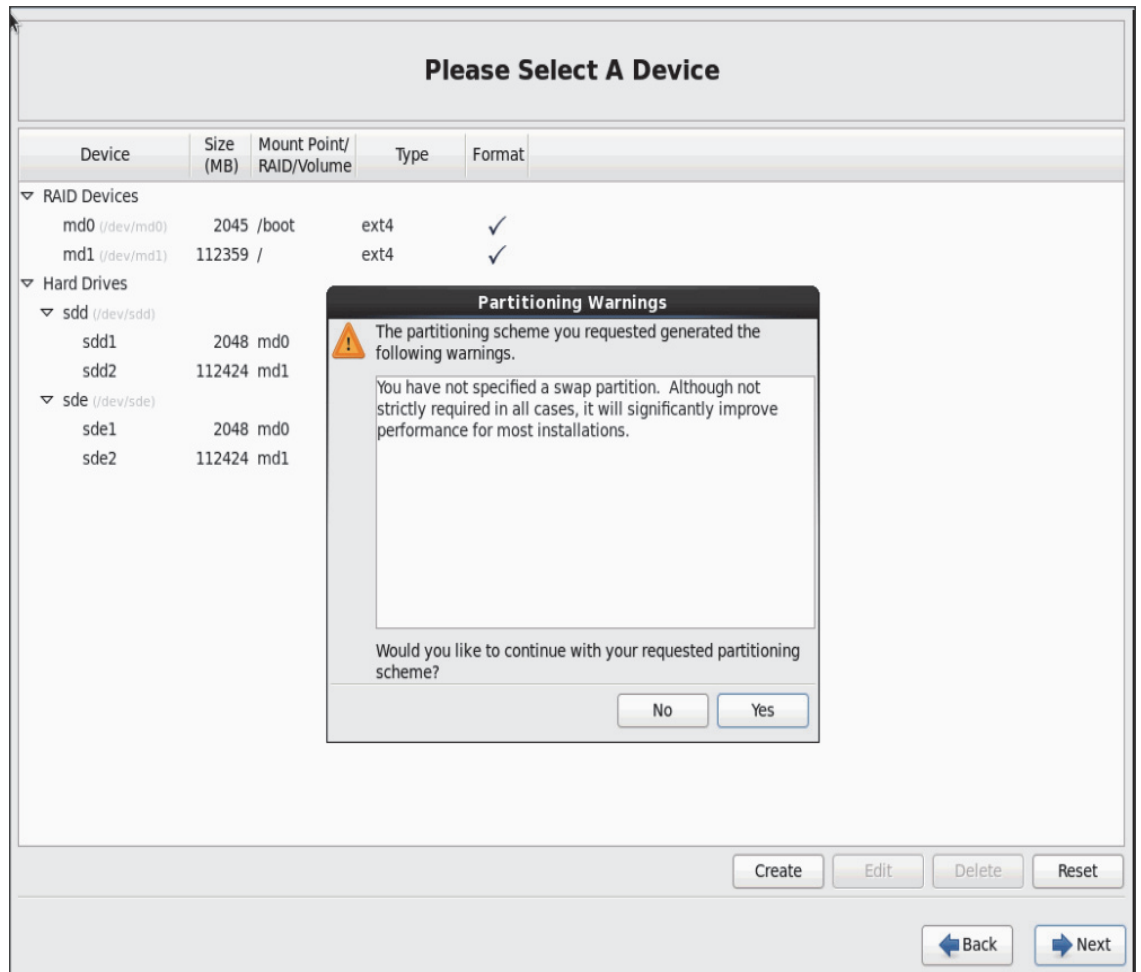 Please Select A Device
Device Size (MB) Mount Point/ RAID/Volume Type Format
RAID Devices
md0 (/dev/md0) 2045 /boot ext4 ✓
md1 (/dev/md1) 112359 / ext4 ✓
Hard Drives
sdd (/dev/sdd)
sdd1 2048 md0
sdd2 112424 md1
sde (/dev/sde)
sde1 2048 md0
sde2 112424 md1
Partitioning Warnings
The partitioning scheme you requested generated the
following warnings.
You have not specified a swap partition.  Although not
strictly required in all cases, it will significantly improve
performance for most installations.
Would you like to continue with your requested partitioning
scheme?
No Yes
Create Edit Delete Reset
Back Next